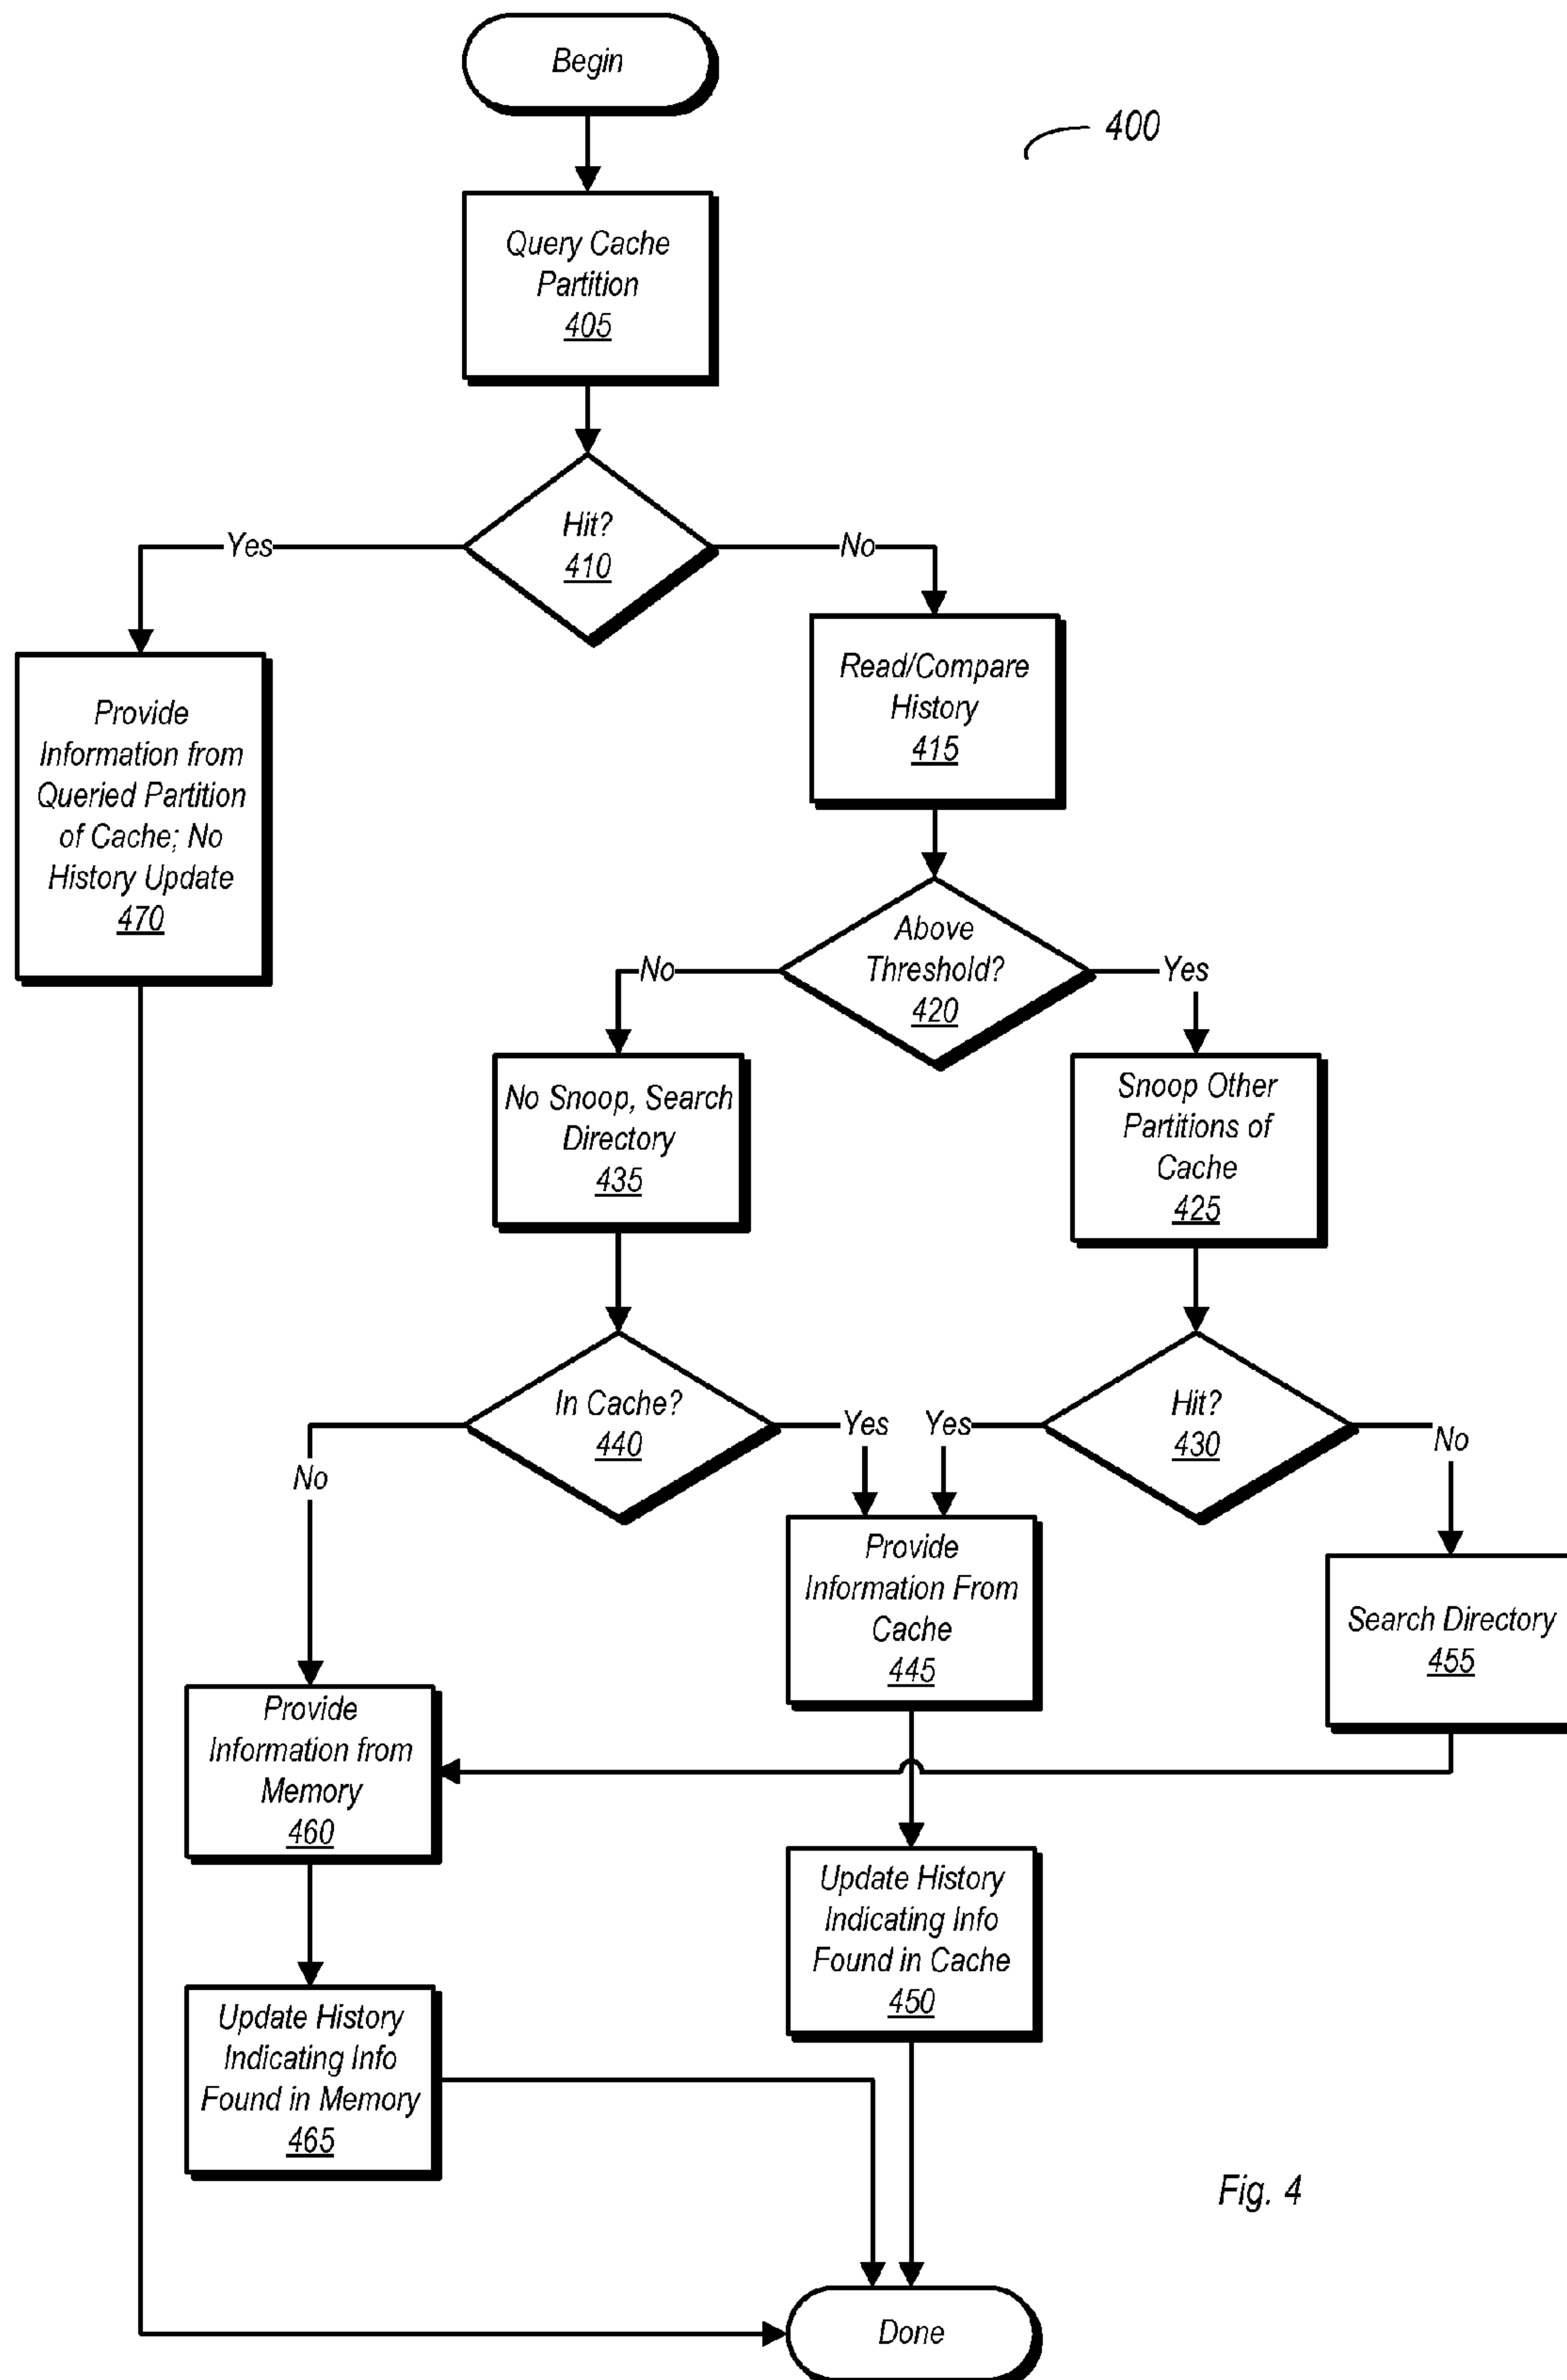 Begin
400
Query Cache
Partition
405
Hit?
410
Yes
No
Provide
Information from
Queried Partition
of Cache; No
History Update
470
Read/Compare
History
415
Above
Threshold?
420
No
Yes
No Snoop, Search
Directory
435
Snoop Other
Partitions of
Cache
425
In Cache?
440
Hit?
430
No
Yes
Yes
No
Provide
Information From
Cache
445
Search Directory
455
Provide
Information from
Memory
460
Update History
Indicating Info
Found in Cache
450
Update History
Indicating Info
Found in Memory
465
Fig. 4
Done